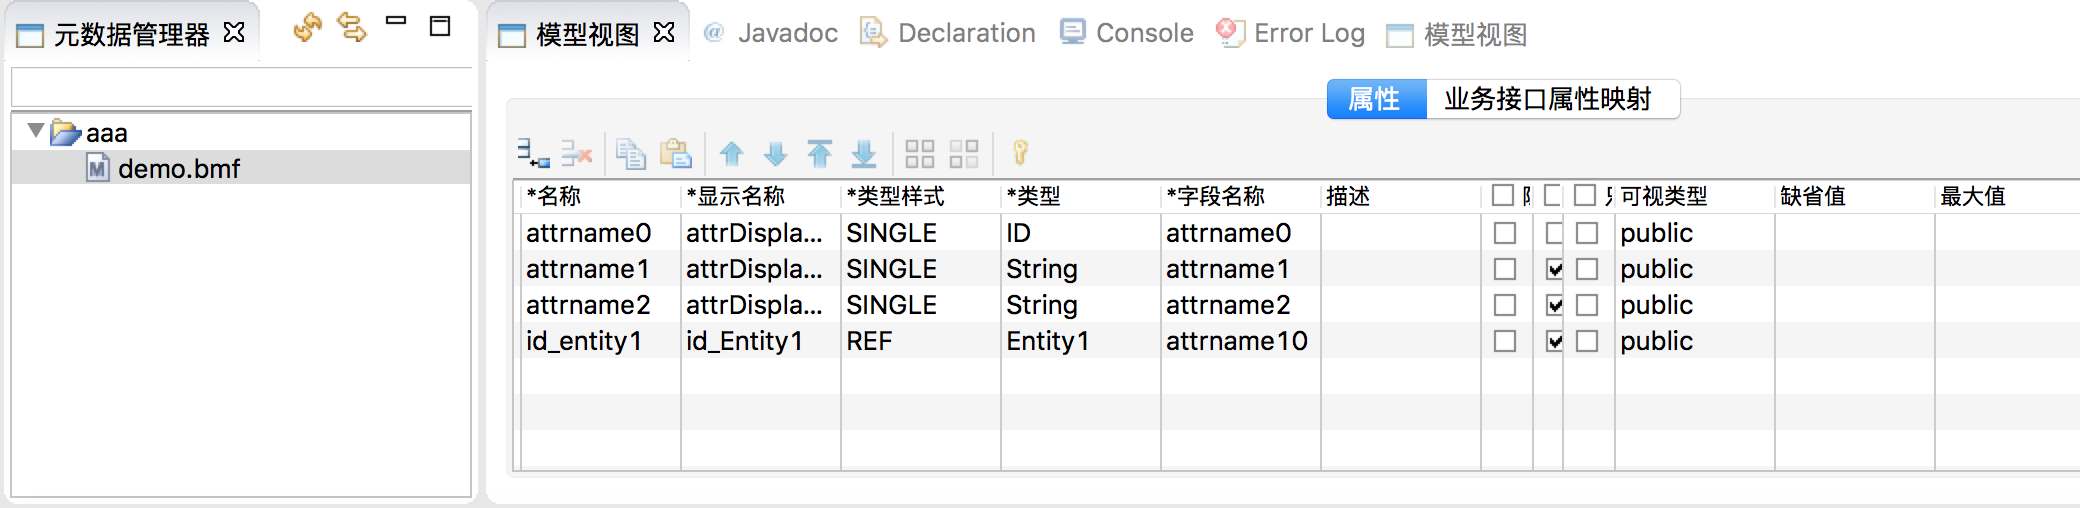 元数据管理器
aaa
demo.bmf
模型视图 @ Javadoc Declaration Console Error Log 模型视图
属性 业务接口属性映射
*名称 *显示名称 *类型样式 *类型 *字段名称 描述 可视类型 缺省值 最大值
attrname0 attrDispla... SINGLE ID attrname0 public
attrname1 attrDispla... SINGLE String attrname1 public
attrname2 attrDispla... SINGLE String attrname2 public
id_entity1 id_Entity1 REF Entity1 attrname10 public